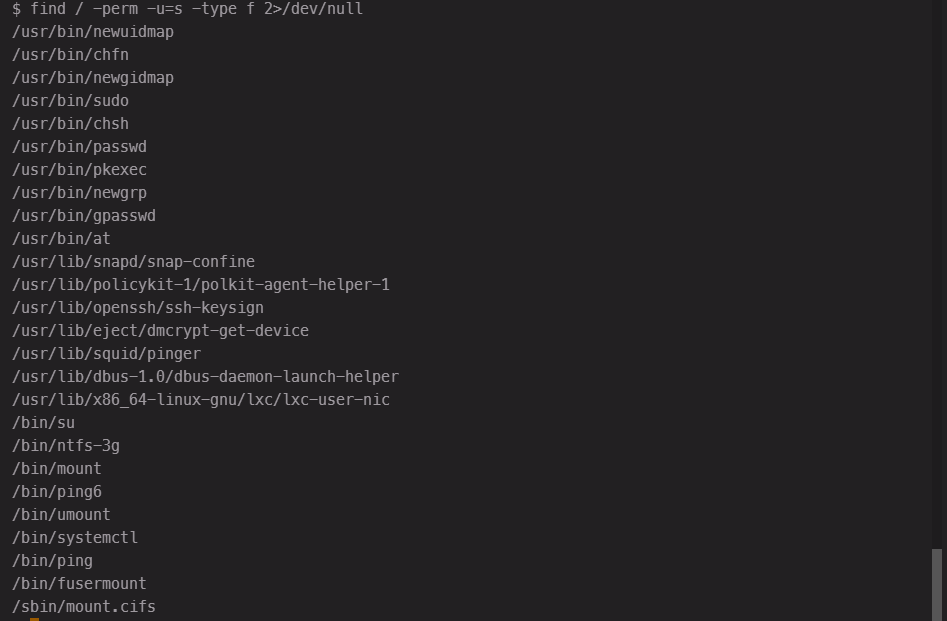 $ find / -perm -u=s -type f 2>/dev/null
/usr/bin/newuidmap
/usr/bin/chfn
/usr/bin/newgidmap
/usr/bin/sudo
/usr/bin/chsh
/usr/bin/passwd
/usr/bin/pkexec
/usr/bin/newgrp
/usr/bin/gpasswd
/usr/bin/at
/usr/lib/snapd/snap-confine
/usr/lib/policykit-1/polkit-agent-helper-1
/usr/lib/openssh/ssh-keysign
/usr/lib/eject/dmcrypt-get-device
/usr/lib/squid/pinger
/usr/lib/dbus-1.0/dbus-daemon-launch-helper
/usr/lib/x86_64-linux-gnu/lxc/lxc-user-nic
/bin/su
/bin/ntfs-3g
/bin/mount
/bin/ping6
/bin/umount
/bin/systemctl
/bin/ping
/bin/fusermount
/sbin/mount.cifs